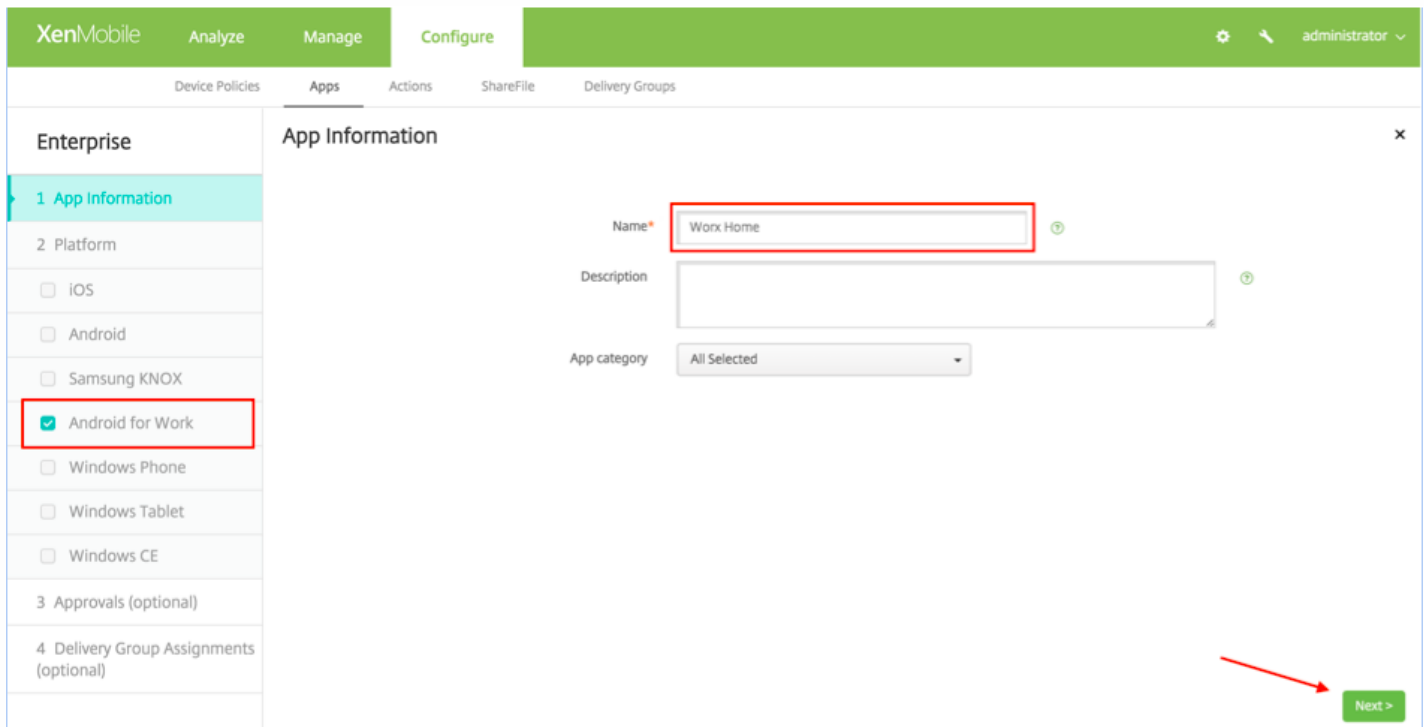 XenMobile Analyze Manage Configure administrator
Device Policies Apps Actions ShareFile Delivery Groups
Enterprise
1 App Information
2 Platform
iOS
Android
Samsung KNOX
Android for Work
Windows Phone
Windows Tablet
Windows CE
3 Approvals (optional)
4 Delivery Group Assignments
(optional)
App Information
Name* Worx Home ?
Description ?
App category All Selected
Next >